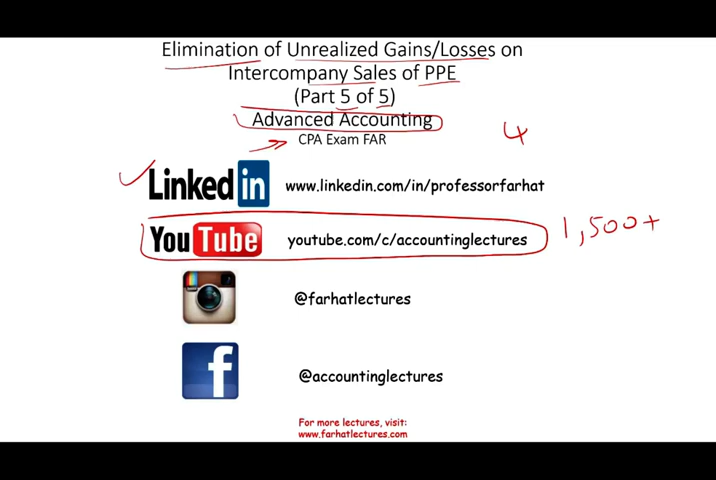 Elimination of Unrealized Gains/Losses on
Intercompany Sales of PPE
(Part 5 of 5)
Advanced Accounting
CPA Exam FAR
4
LinkedIn www.linkedin.com/in/professorfarhat
YouTube youtube.com/c/accountinglectures 1,500+
@farhatlectures
f @accountinglectures
For more lectures, visit:
www.farhatlectures.com